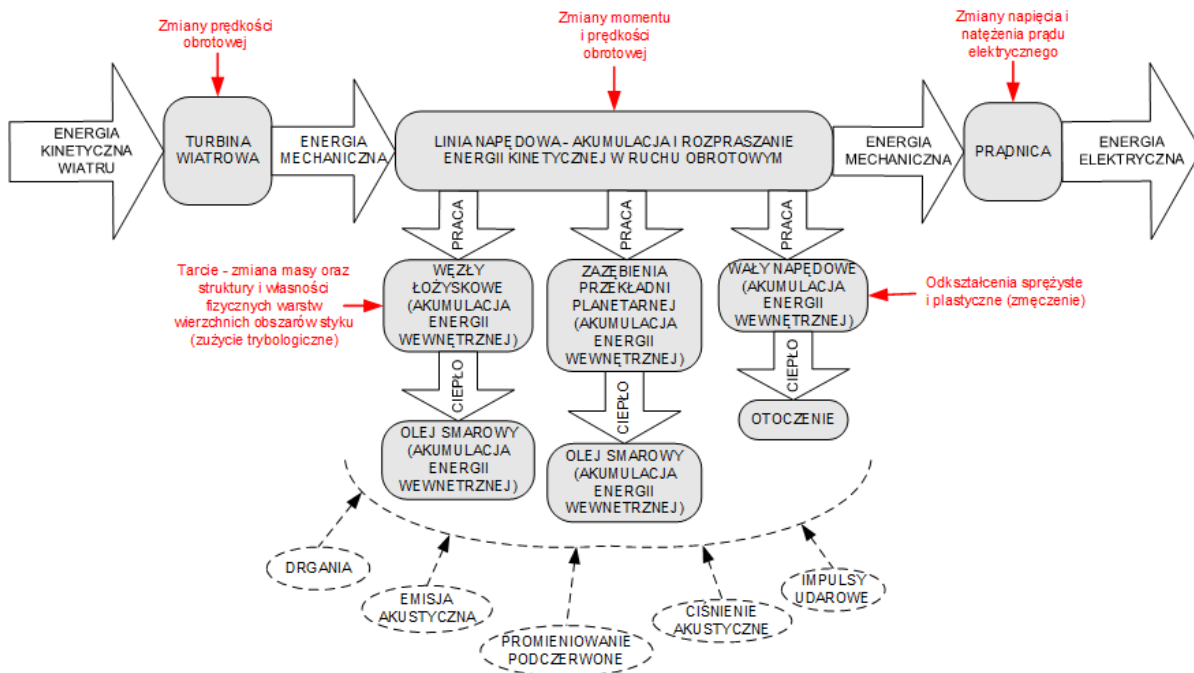 Zmiany prędkości
obrotowej
Zmiany momentu
i prędkości
obrotowej
Zmiany napięcia i
natężenia prądu
elektrycznego
ENERGIA
KINETYCZNA
WIATRU
TURBINA
WIATROWA
ENERGIA
MECHANICZNA
LINIA NAPĘDOWA - AKUMULACJA I ROZPRASZANIE
ENERGII KINETYCZNEJ W RUCHU OBROTOWYM
ENERGIA
MECHANICZNA
PRĄDNICA
ENERGIA
ELEKTRYCZNA
PRACA
PRACA
PRACA
Tarcie - zmiana masy oraz
struktury i własności
fizycznych warstw
wierzchnich obszarów styku
(zużycie trybologiczne)
WĘZŁY
ŁOŻYSKOWE
(AKUMULACJA
ENERGII
WEWNĘTRZNEJ)
ZAZĘBIENIA
PRZEKŁADNI
PLANETARNEJ
(AKUMULACJA
ENERGII
WEWNĘTRZNEJ)
WAŁY NAPĘDOWE
(AKUMULACJA
ENERGII
WEWNĘTRZNEJ)
Odkształcenia sprężyste
i plastyczne (zmęczenie)
CIEPŁO
CIEPŁO
CIEPŁO
OLEJ SMAROWY
(AKUMULACJA
ENERGII
WEWNETRZNEJ)
OLEJ SMAROWY
(AKUMULACJA
ENERGII
WEWNETRZNEJ)
OTOCZENIE
DRGANIA
EMISJA
AKUSTYCZNA
PROMIENIOWANIE
PODCZERWONE
CIŚNIENIE
AKUSTYCZNE
IMPULSY
UDAROWE